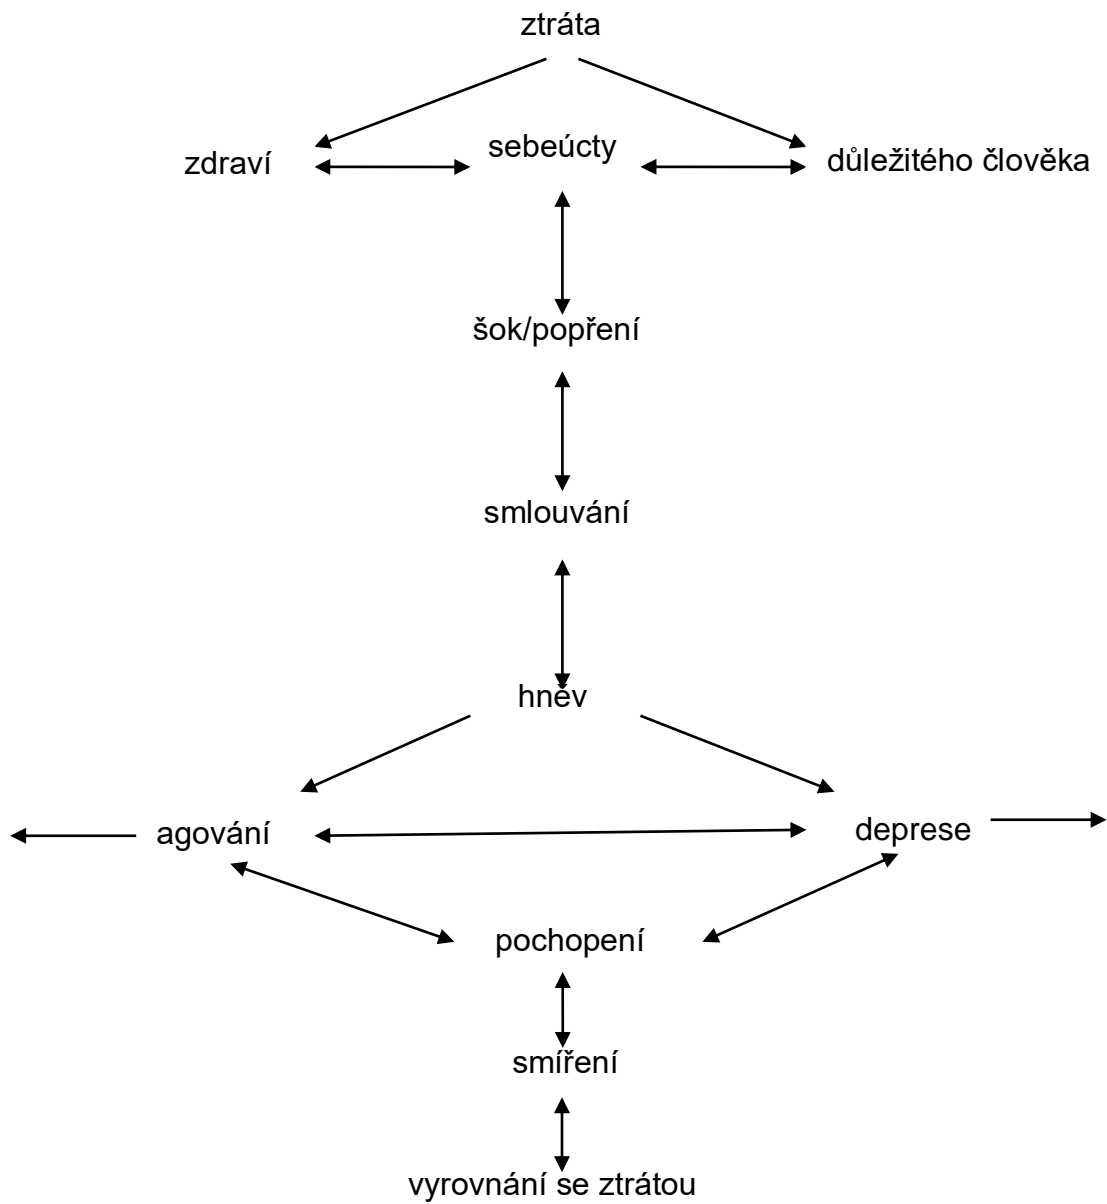 ztráta
zdraví
sebeúcty
důležitého člověka
šok/popření
smlouvání
hněv
agování
deprese
pochopení
smíření
vyrovnání se ztrátou